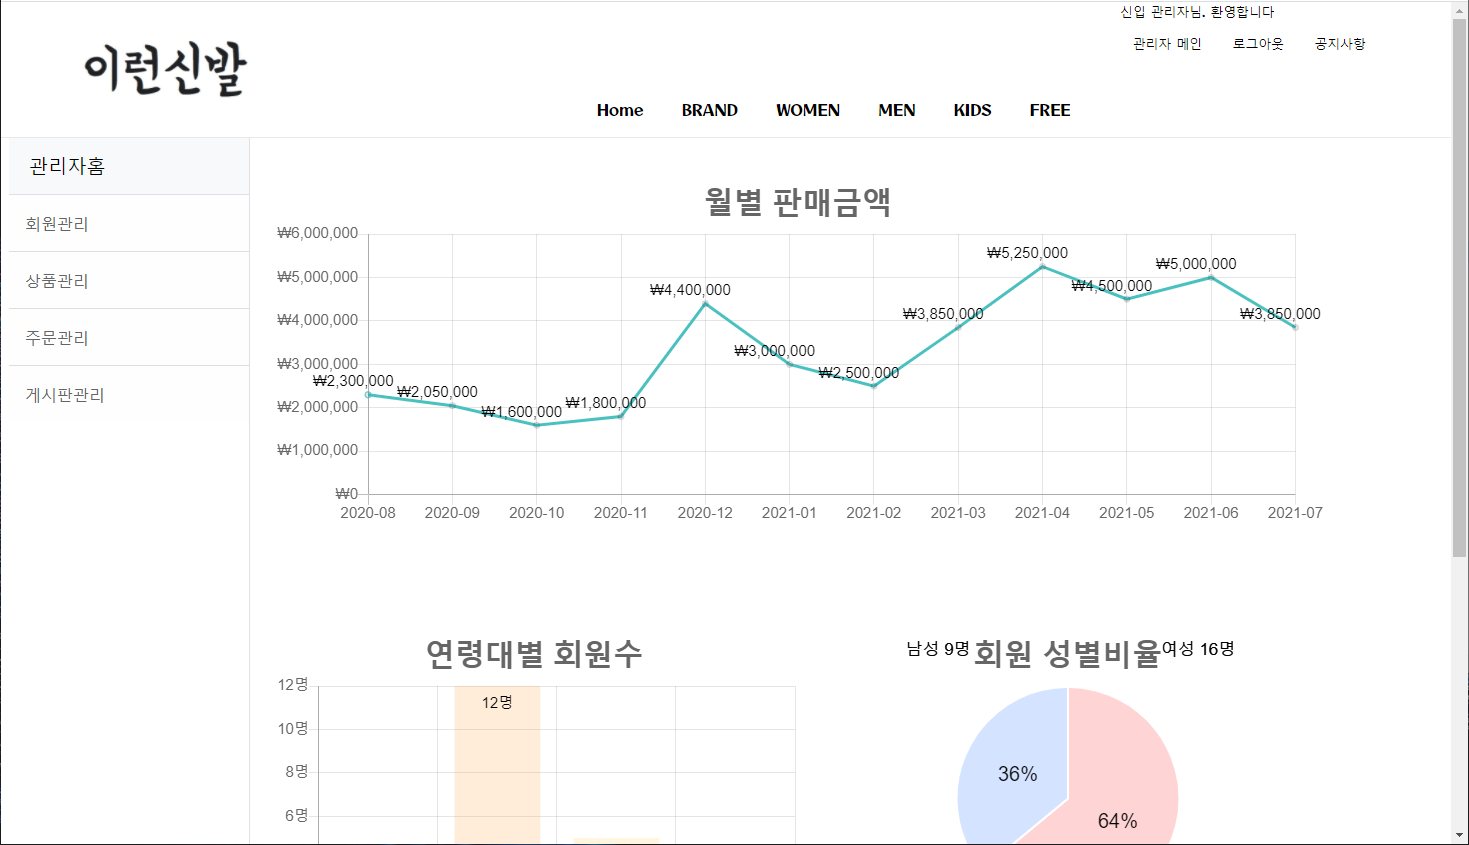 신입 관리자님. 환영합니다
관리자 메인 로그아웃 공지사항
이런신발
Home BRAND WOMEN MEN KIDS FREE
관리자홈
회원관리
상품관리
주문관리
게시판관리
월별 판매금액
₩6,000,000
₩5,000,000
₩4,000,000
₩3,000,000
₩2,000,000
₩1,000,000
₩0
₩2,300,000
₩2,050,000
₩1,600,000
₩1,800,000
₩4,400,000
₩3,000,000
₩2,500,000
₩3,850,000
₩5,250,000
₩4,500,000
₩5,000,000
₩3,850,000
2020-08 2020-09 2020-10 2020-11 2020-12 2021-01 2021-02 2021-03 2021-04 2021-05 2021-06 2021-07
연령대별 회원수
12명
10명
8명
6명
12명
남성 9명 회원 성별비율 여성 16명
36%
64%